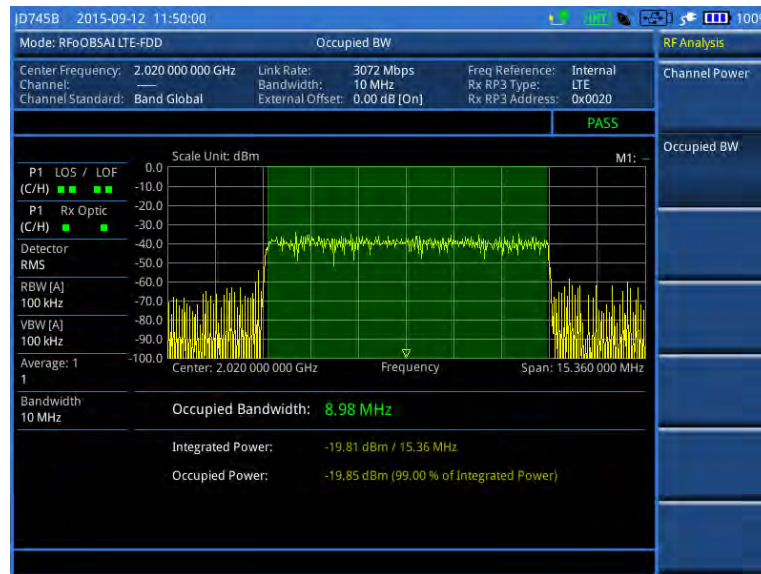 JD745B 2015-09-12 11:50:00 INT 100%
Mode: RFoOBSAI LTE-FDD Occupied BW RF Analysis
Center Frequency: 2.020 000 000 GHz Link Rate: 3072 Mbps Freq Reference: Internal
Channel: ---- Bandwidth: 10 MHz Rx RP3 Type: LTE
Channel Standard: Band Global External Offset: 0.00 dB [On] Rx RP3 Address: 0x0020
PASS
Channel Power
Occupied BW
Scale Unit: dBm M1: --
P1 LOS / LOF
(C/H)
P1 Rx Optic
(C/H)
Detector
RMS
RBW [A]
100 kHz
VBW [A]
100 kHz
Average: 1
1
Bandwidth
10 MHz
0.0
-10.0
-20.0
-30.0
-40.0
-50.0
-60.0
-70.0
-80.0
-90.0
-100.0
Center: 2.020 000 000 GHz Frequency Span: 15.360 000 MHz
Occupied Bandwidth: 8.98 MHz
Integrated Power: -19.81 dBm / 15.36 MHz
Occupied Power: -19.85 dBm (99.00 % of Integrated Power)